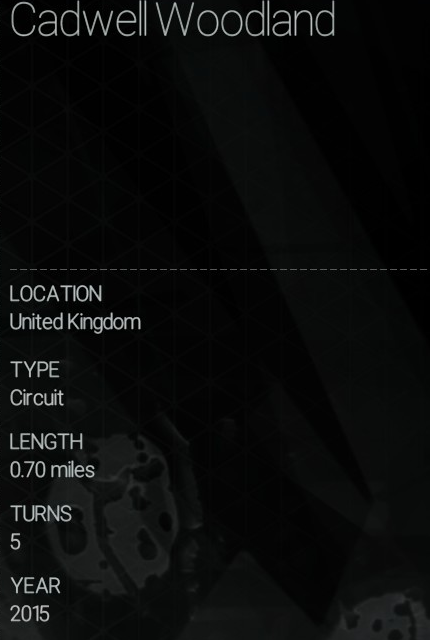 Cadwell Woodland
LOCATION
United Kingdom
TYPE
Circuit
LENGTH
0.70 miles
TURNS
5
YEAR
2015